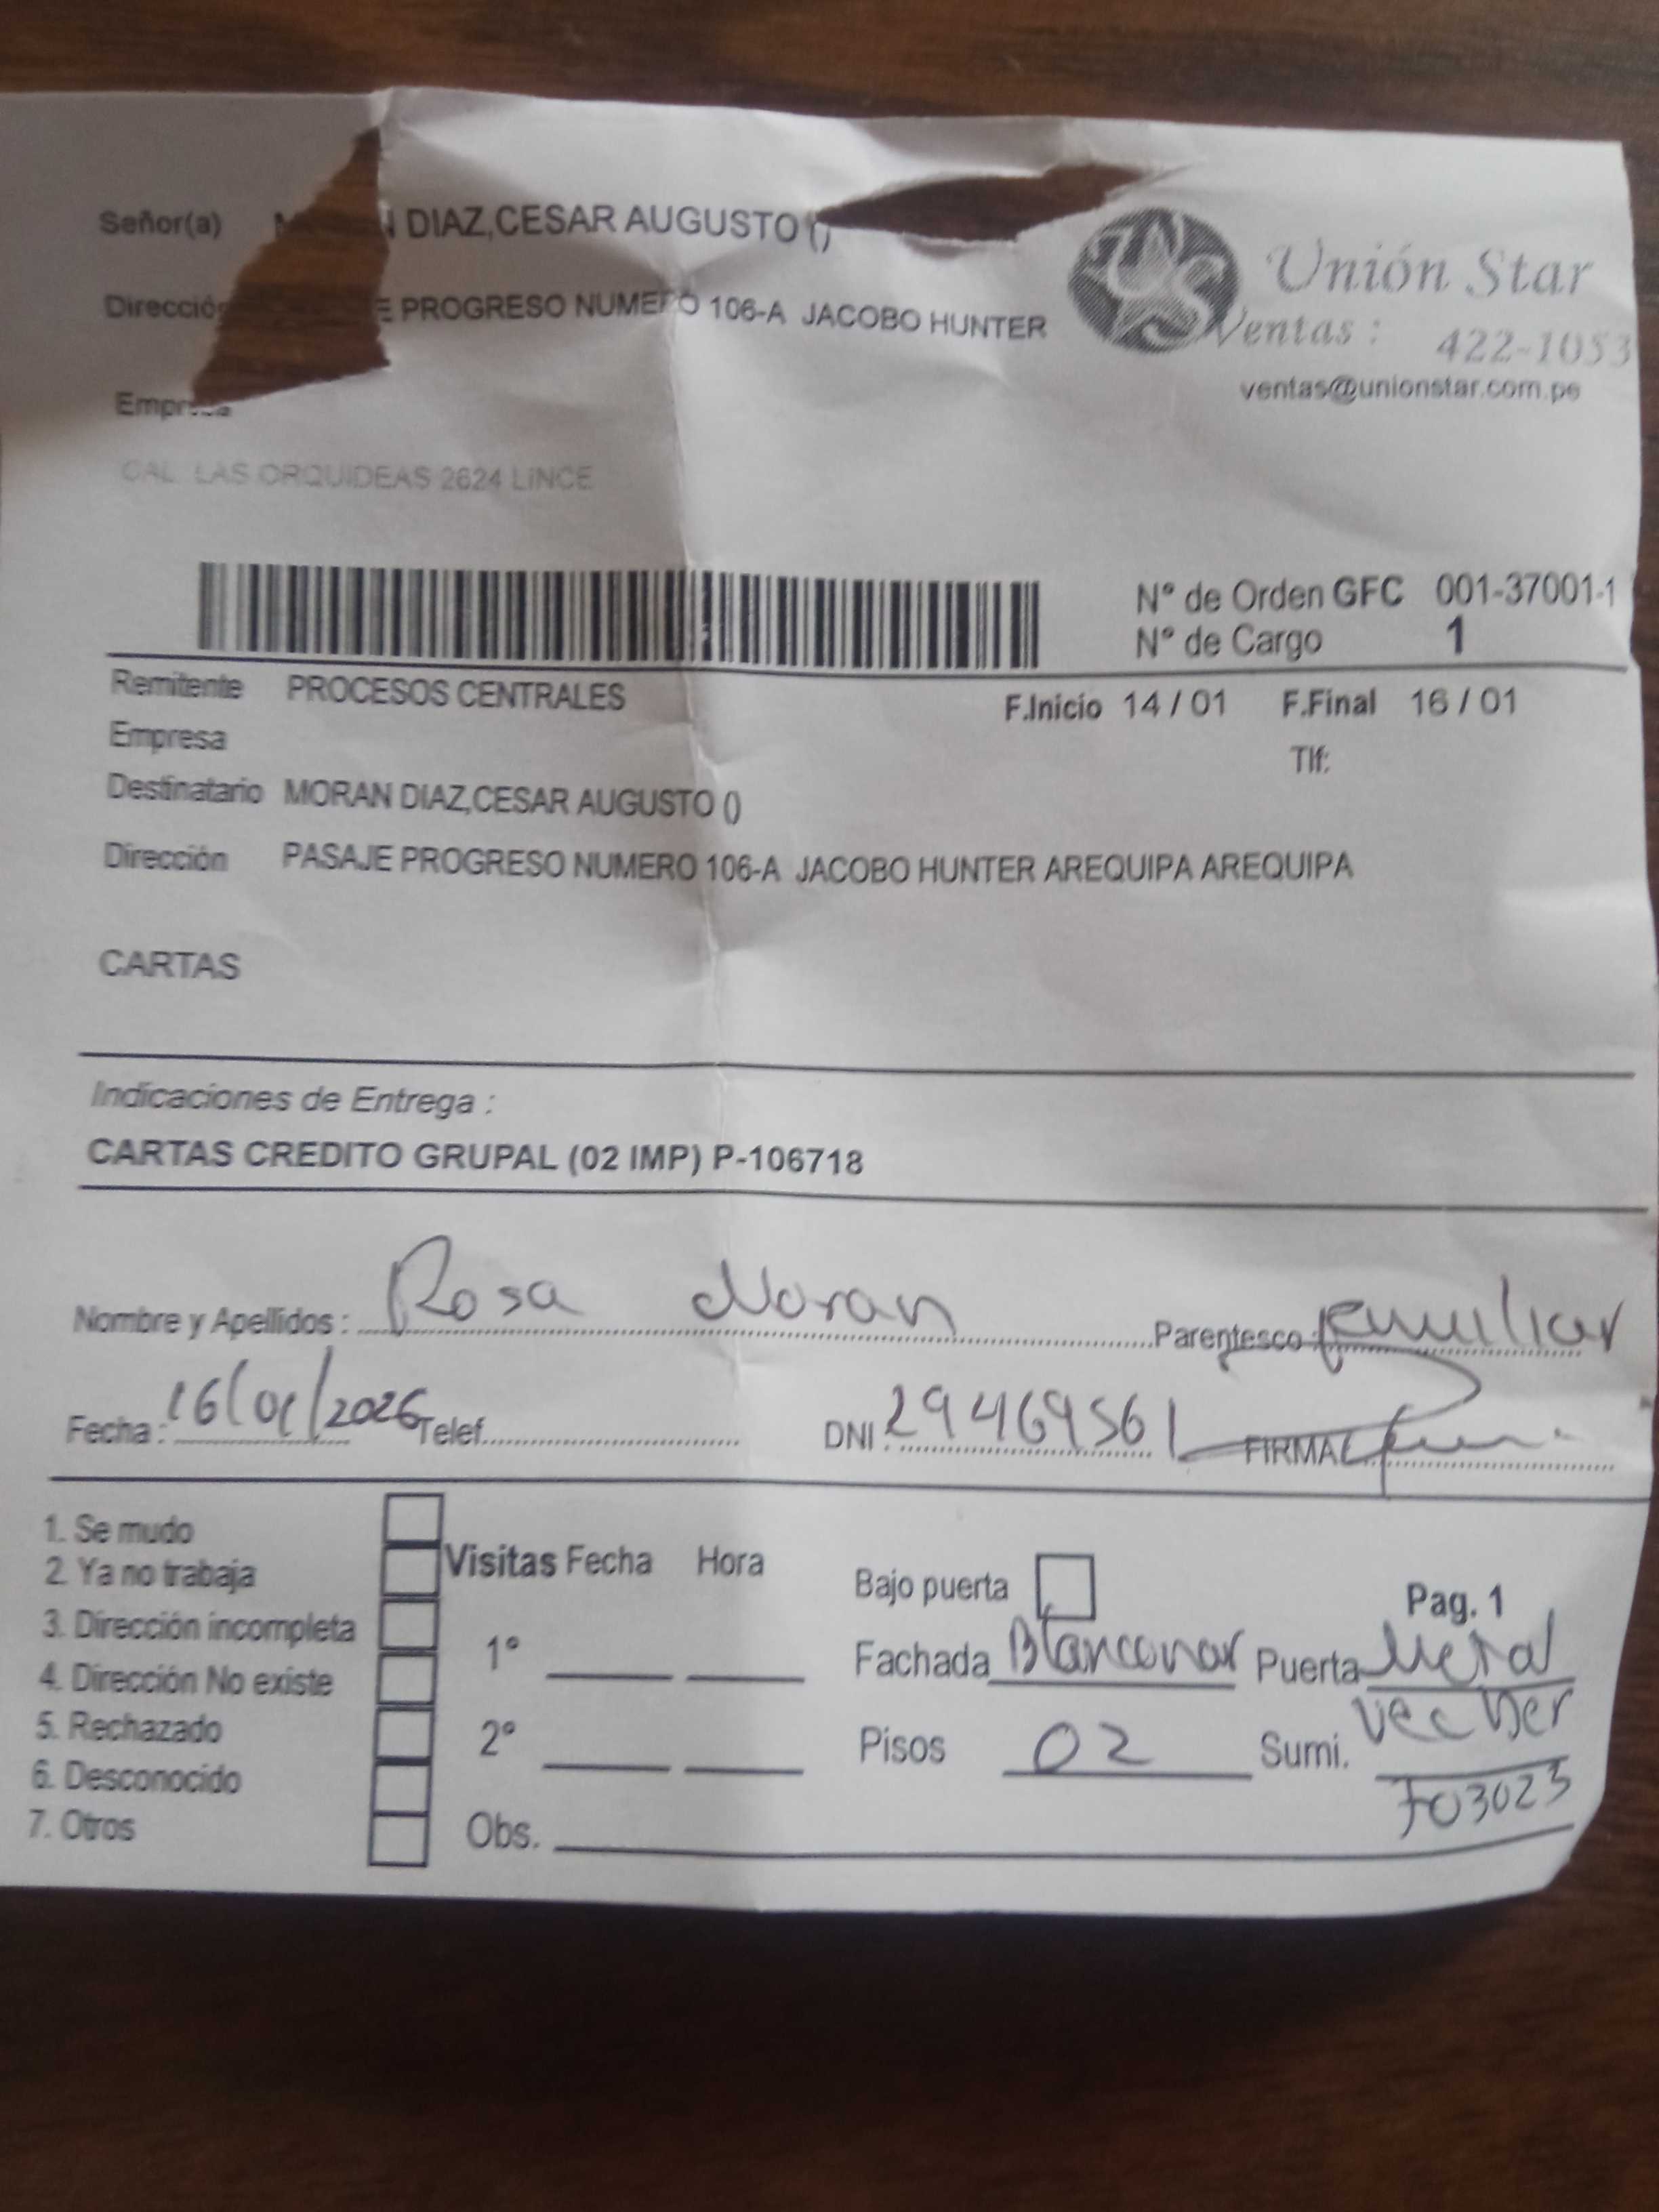 Señor(a) N DIAZ,CESAR AUGUSTO ()
Dirección E PROGRESO NUMERO 106-A JACOBO HUNTER
Unión Star
Ventas : 422-1053
ventas@unionstar.com.pe
Empresa
CAL. LAS ORQUIDEAS 2624 LINCE
N° de Orden GFC 001-37001-1
N° de Cargo 1
Remitente PROCESOS CENTRALES F.Inicio 14 / 01 F.Final 16 / 01
Empresa Tlf:
Destinatario MORAN DIAZ,CESAR AUGUSTO ()
Dirección PASAJE PROGRESO NUMERO 106-A JACOBO HUNTER AREQUIPA AREQUIPA
CARTAS
Indicaciones de Entrega :
CARTAS CREDITO GRUPAL (02 IMP) P-106718
Nombre y Apellidos : Rosa Moran Parentesco : familiar
Fecha : 16/01/2026 Telef. DNI : 29469561 FIRMA
1. Se mudo
2. Ya no trabaja
3. Dirección incompleta
4. Dirección No existe
5. Rechazado
6. Desconocido
7. Otros
Visitas Fecha Hora
1°
2°
Obs.
Bajo puerta Pag. 1
Fachada Puerta Metal
Pisos 02 Sumi.
703023